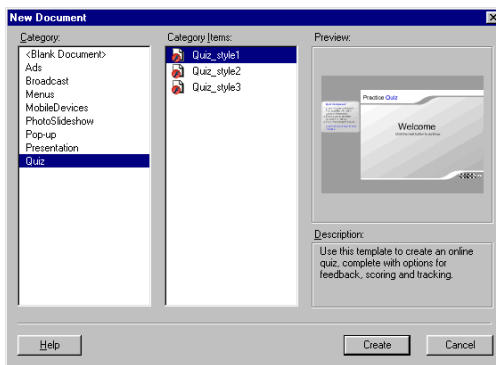 New Document
Category:
<Blank Document>
Ads
Broadcast
Menus
MobileDevices
PhotoSlideshow
Pop-up
Presentation
Quiz
Category Items:
Quiz_style1
Quiz_style2
Quiz_style3
Preview:
Practice Quiz
Welcome
Description:
Use this template to create an online
quiz, complete with options for
feedback, scoring and tracking.
Help
Create
Cancel